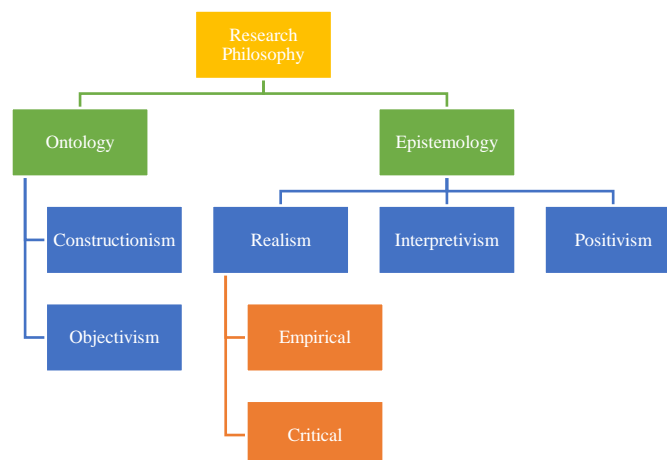 Research
Philosophy
Ontology
Epistemology
Constructionism
Realism
Interpretivism
Positivism
Objectivism
Empirical
Critical